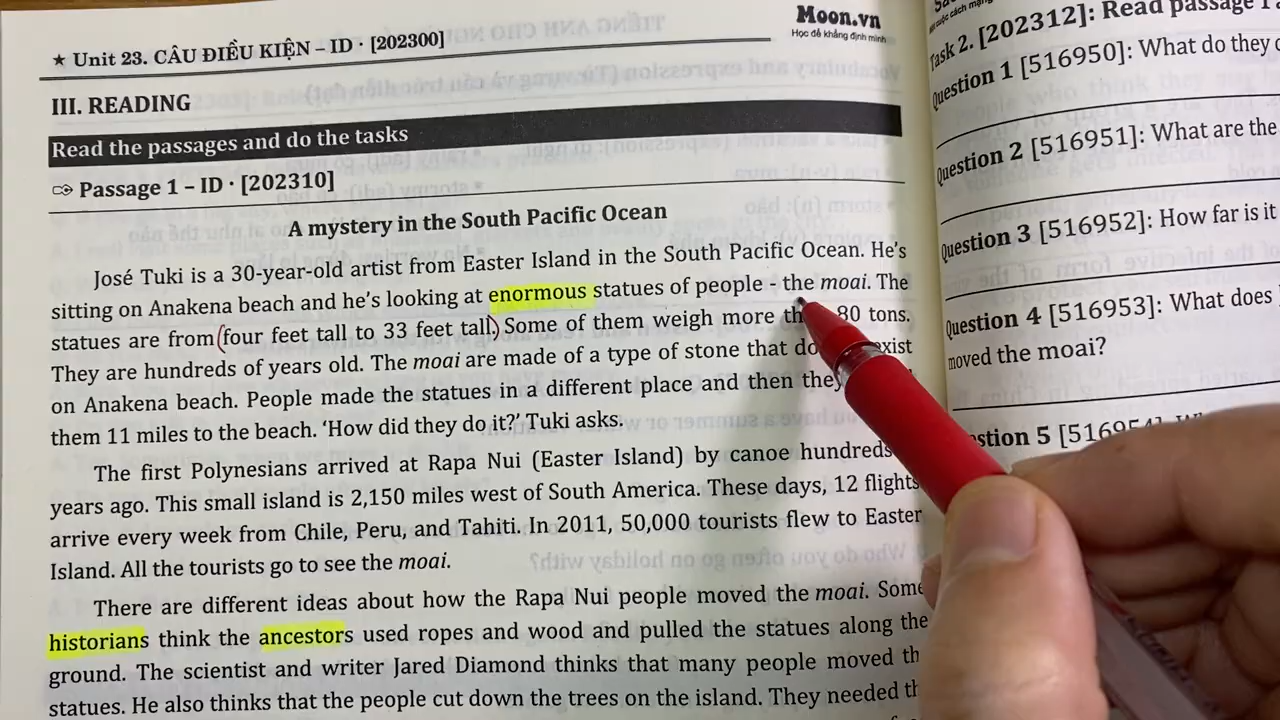 ★ Unit 23. CÂU ĐIỀU KIỆN – ID · [202300]
Moon.vn
Học để khẳng định mình
III. READING
Read the passages and do the tasks
Passage 1 – ID · [202310]
A mystery in the South Pacific Ocean
José Tuki is a 30-year-old artist from Easter Island in the South Pacific Ocean. He's
sitting on Anakena beach and he's looking at enormous statues of people - the moai. The
statues are from (four feet tall to 33 feet tall) Some of them weigh more 80 tons.
They are hundreds of years old. The moai are made of a type of stone that
on Anakena beach. People made the statues in a different place and then
them 11 miles to the beach. 'How did they do it?' Tuki asks.
The first Polynesians arrived at Rapa Nui (Easter Island) by canoe hundreds
years ago. This small island is 2,150 miles west of South America. These days, 12 flights
arrive every week from Chile, Peru, and Tahiti. In 2011, 50,000 tourists flew to Easter
Island. All the tourists go to see the moai.
There are different ideas about how the Rapa Nui people moved the moai. Some
historians think the ancestors used ropes and wood and pulled the statues along the
ground. The scientist and writer Jared Diamond thinks that many people moved
statues. He also thinks that the people cut down the trees on the island. They needed
Task 2. [202312]: Read passage 1
Question 1 [516950]: What do they
Question 2 [516951]: What are the
Question 3 [516952]: How far is it
Question 4 [516953]: What does
moved the moai?